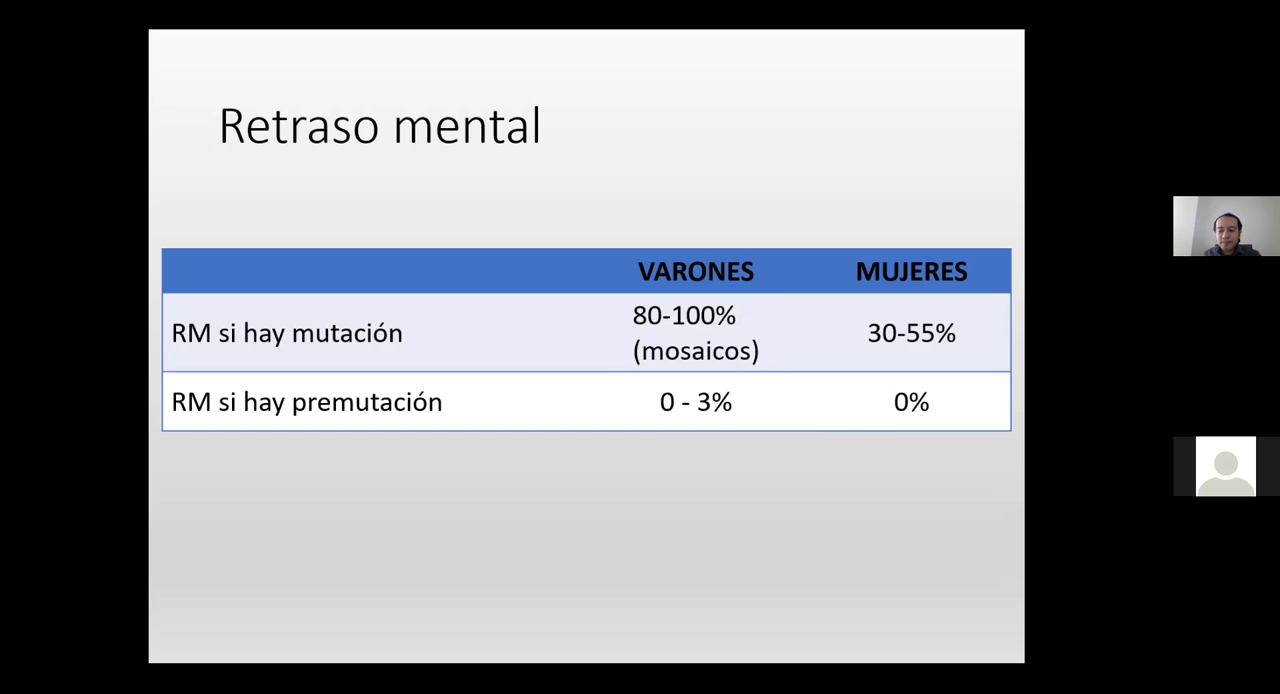 Retraso mental
VARONES MUJERES
RM si hay mutación 80-100% (mosaicos) 30-55%
RM si hay premutación 0 - 3% 0%